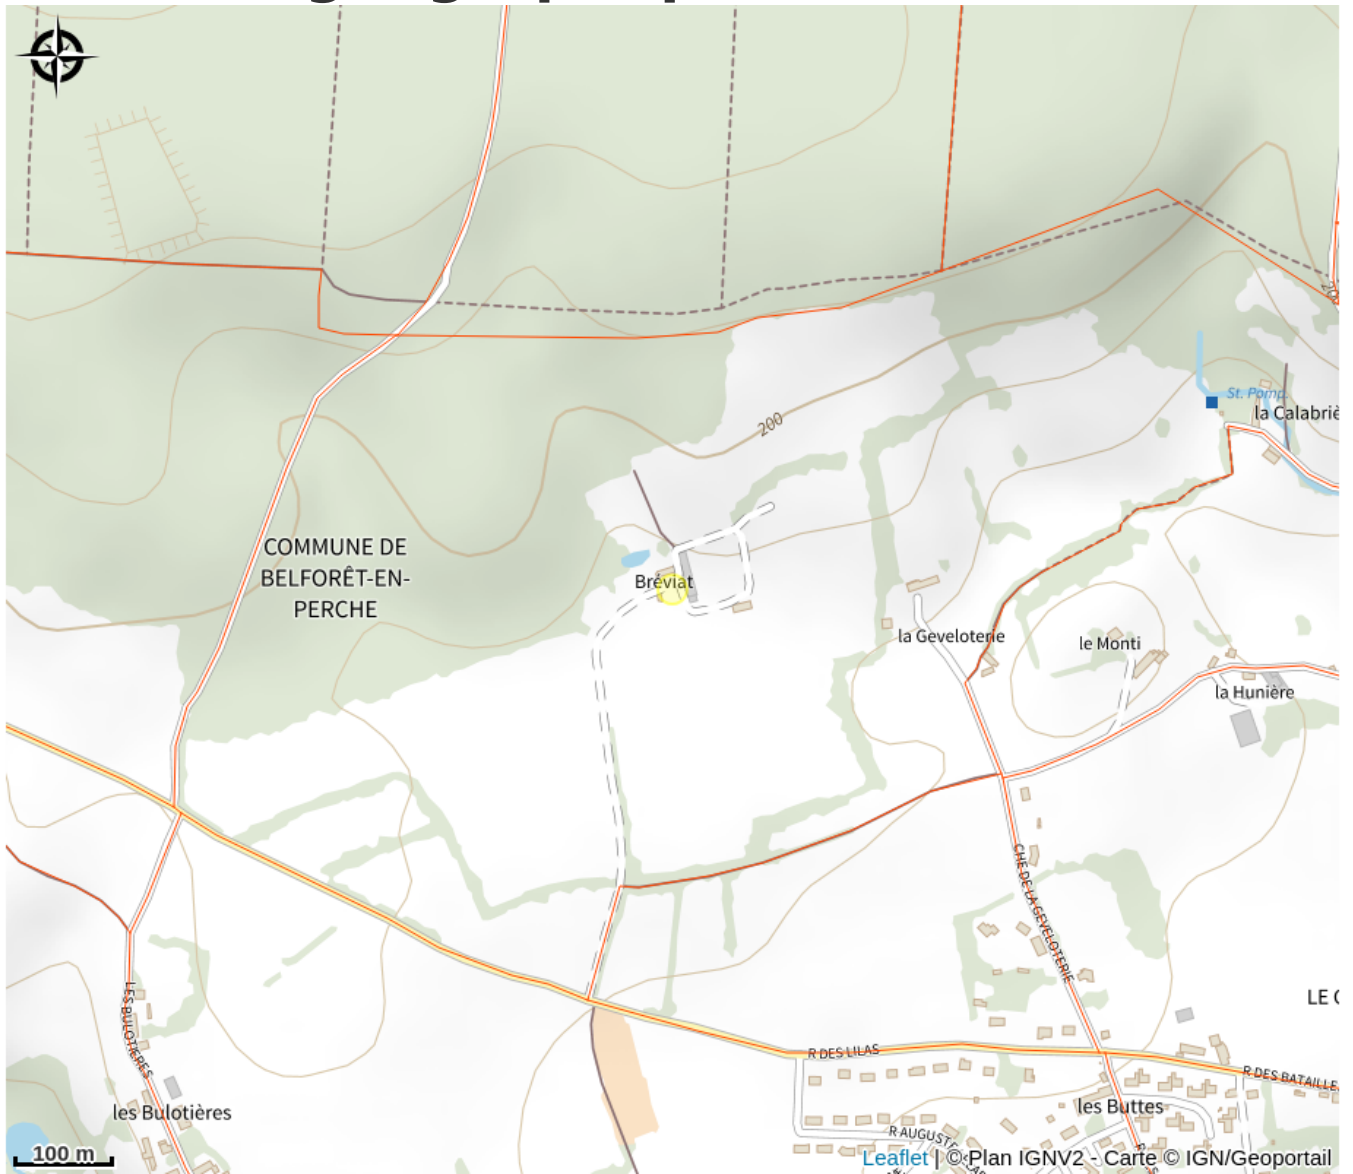 200
St. Pomp.
la Calabriè
COMMUNE DE
BELFORÊT-EN-
PERCHE
Bréviat
la Geveloterie
le Monti
la Hunière
CHE DE LA GEVELOTERIE
LES BULOTIÈRES
LE
R DES LILAS
R DES BATAILLE
les Bulotières
les Buttes
R AUGUSTE
100 m
Leaflet | © Plan IGNV2 - Carte © IGN/Geoportail